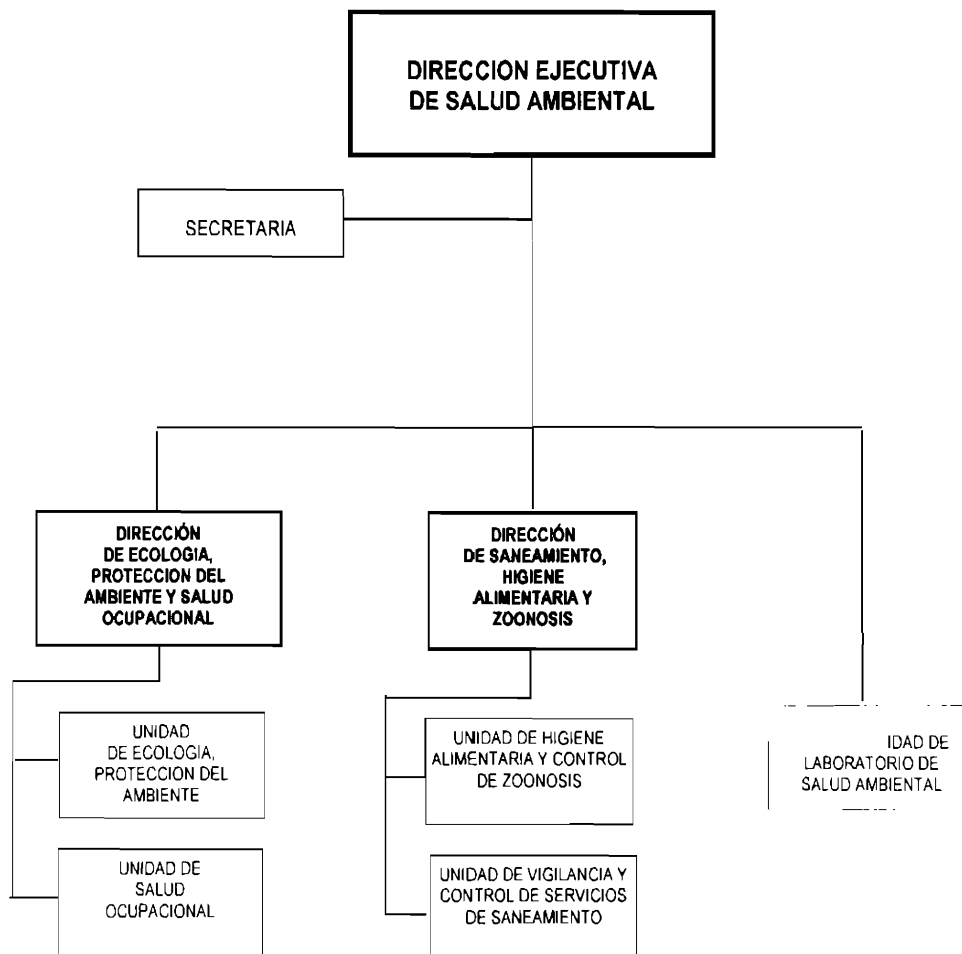 DIRECCION EJECUTIVA
DE SALUD AMBIENTAL
SECRETARIA
DIRECCIÓN
DE ECOLOGIA,
PROTECCION DEL
AMBIENTE Y SALUD
OCUPACIONAL
DIRECCIÓN
DE SANEAMIENTO,
HIGIENE
ALIMENTARIA Y
ZOONOSIS
UNIDAD
DE ECOLOGIA,
PROTECCION DEL
AMBIENTE
UNIDAD DE HIGIENE
ALIMENTARIA Y CONTROL
DE ZOONOSIS
IDAD DE
LABORATORIO DE
SALUD AMBIENTAL
UNIDAD DE
SALUD
OCUPACIONAL
UNIDAD DE VIGILANCIA Y
CONTROL DE SERVICIOS
DE SANEAMIENTO